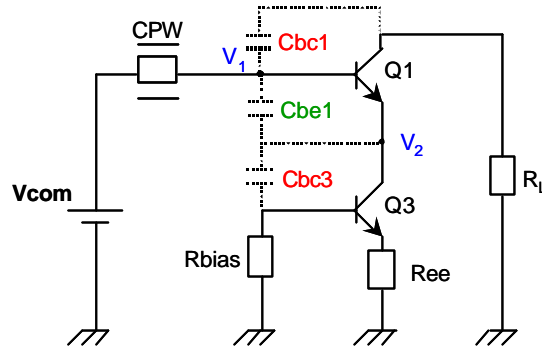 CPW
Cbc1
V1
Q1
Cbe1
V2
Vcom
Cbc3
RL
Q3
Rbias
Ree